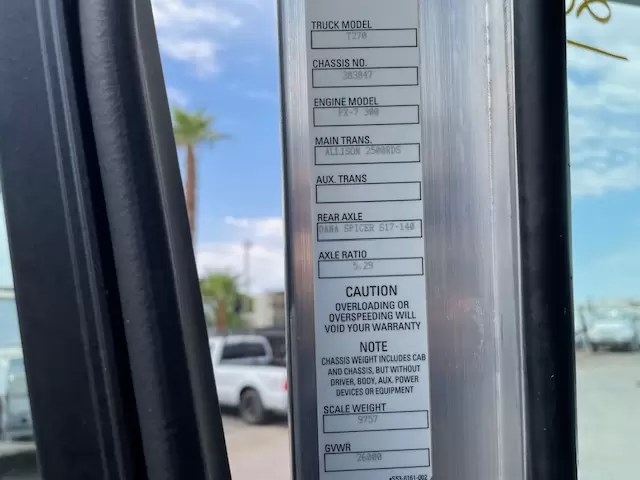 TRUCK MODEL
T270
CHASSIS NO.
383847
ENGINE MODEL
PX-7 300
MAIN TRANS.
ALLISON 2500RDS
AUX. TRANS
REAR AXLE
DANA SPICER S17-140
AXLE RATIO
5.29
CAUTION
OVERLOADING OR
OVERSPEEDING WILL
VOID YOUR WARRANTY
NOTE
CHASSIS WEIGHT INCLUDES CAB
AND CHASSIS, BUT WITHOUT
DRIVER, BODY, AUX. POWER
DEVICES OR EQUIPMENT
SCALE WEIGHT
9757
GVWR
26000